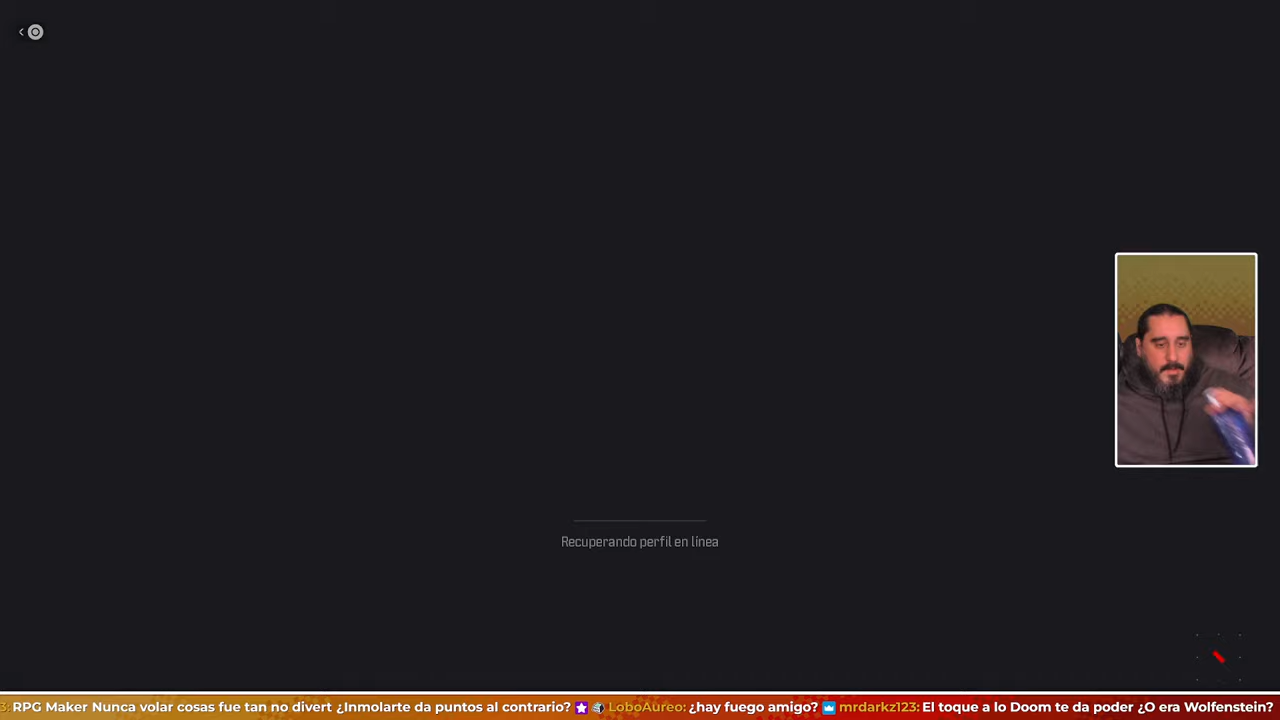 Recuperando perfil en línea
3: RPG Maker Nunca volar cosas fue tan no divert ¿Inmolarte da puntos al contrario? LoboAureo: ¿hay fuego amigo? mrdarkz123: El toque a lo Doom te da poder ¿O era Wolfenstein?